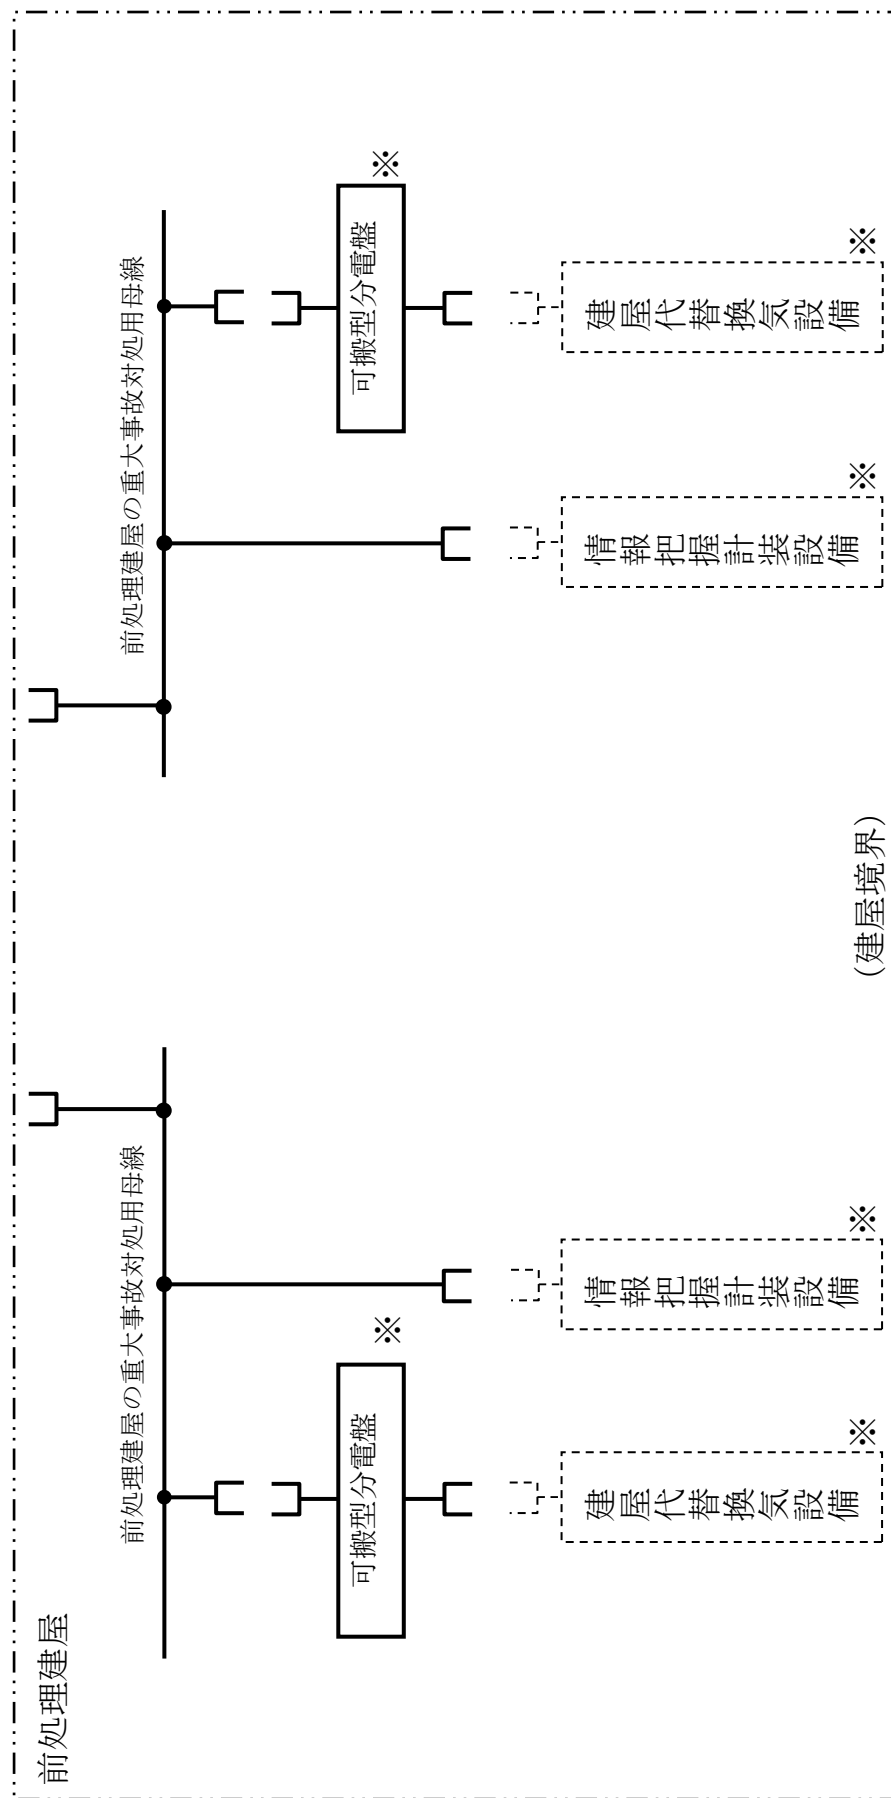 前処理建屋
前処理建屋の重大事故対処用母線
前処理建屋の重大事故対処用母線
可搬型分電盤
※
可搬型分電盤
※
建屋代替換気設備
※
情報把握計装設備
※
情報把握計装設備
※
建屋代替換気設備
※
(建屋境界)